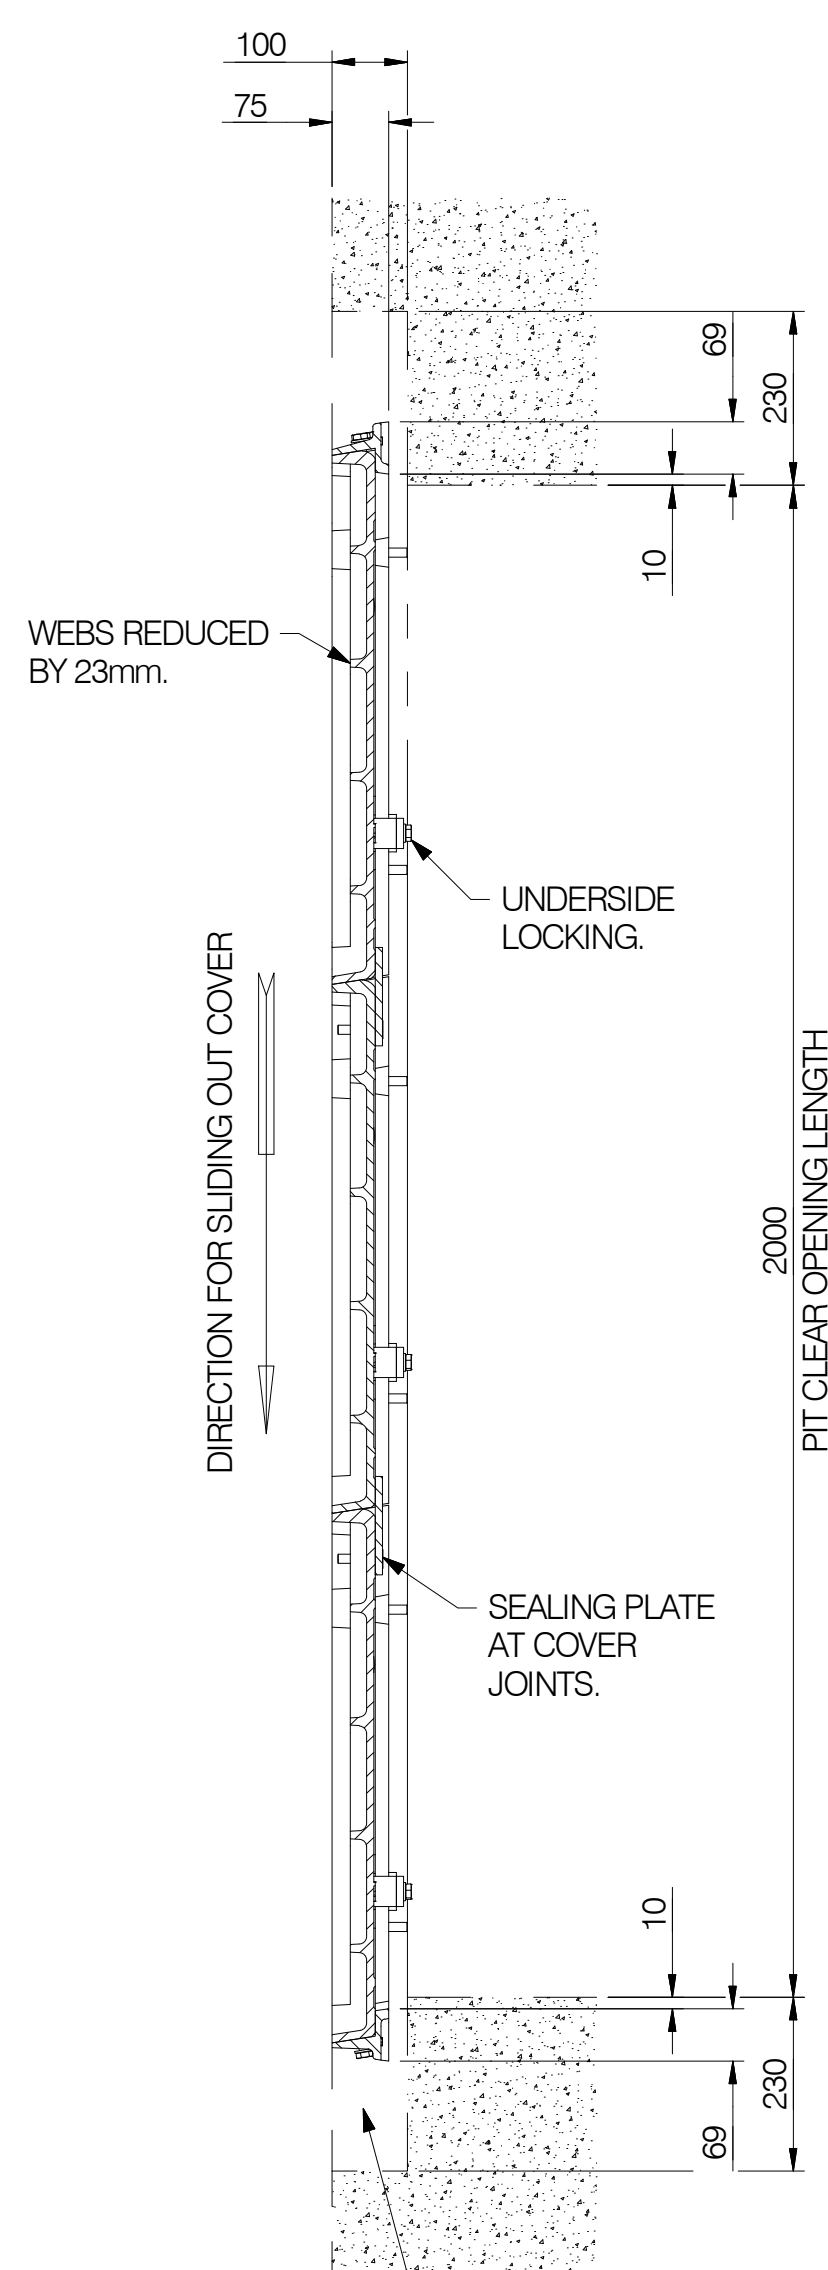 100
75
69
230
10
WEBS REDUCED
BY 23mm.
UNDERSIDE
LOCKING.
DIRECTION FOR SLIDING OUT COVER
2000
PIT CLEAR OPENING LENGTH
SEALING PLATE
AT COVER
JOINTS.
10
230
69